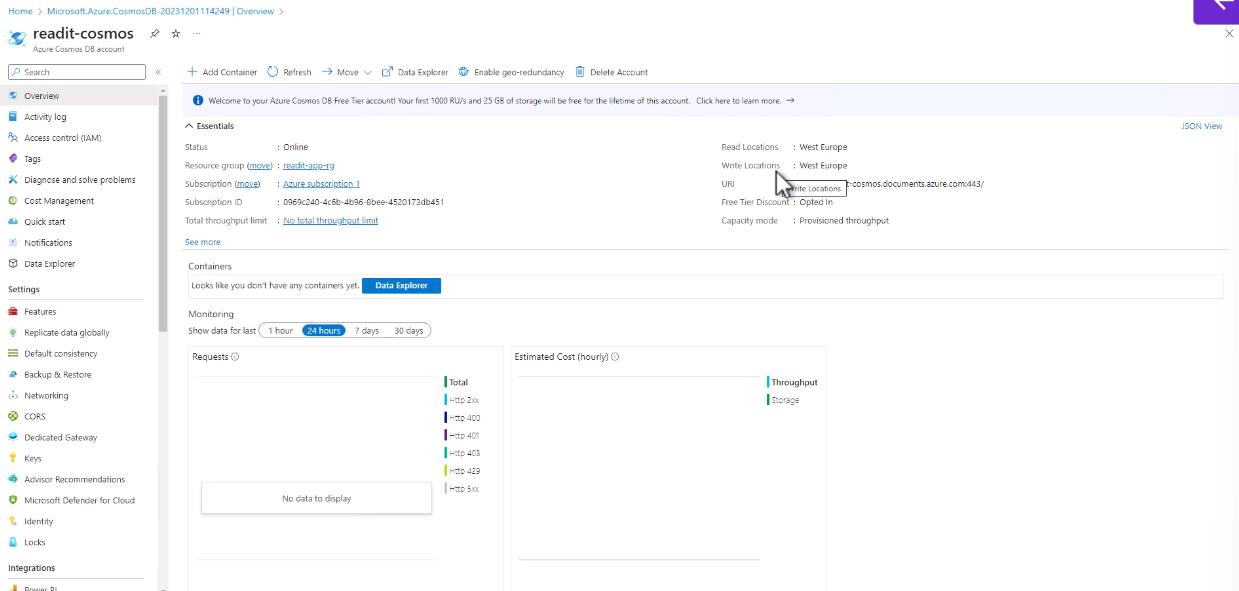 Home > Microsoft.Azure.CosmosDB-20231201114249 | Overview >
readit-cosmos
Azure Cosmos DB account
Search
Add Container Refresh Move Data Explorer Enable geo-redundancy Delete Account
Overview
Activity log
Access control (IAM)
Tags
Diagnose and solve problems
Cost Management
Quick start
Notifications
Data Explorer
Settings
Features
Replicate data globally
Default consistency
Backup & Restore
Networking
CORS
Dedicated Gateway
Keys
Advisor Recommendations
Microsoft Defender for Cloud
Identity
Locks
Integrations
Power BI
Welcome to your Azure Cosmos DB Free Tier account! Your first 1000 RU/s and 25 GB of storage will be free for the lifetime of this account. Click here to learn more.
Essentials
JSON View
Status : Online
Resource group (move) : readit-app-rg
Subscription (move) : Azure subscription 1
Subscription ID : 0969c240-4c6b-4b96-8bee-4520173db451
Total throughput limit : No total throughput limit
See more
Read Locations : West Europe
Write Locations : West Europe
URI t-cosmos.documents.azure.com:443/
Write Locations
Free Tier Discount : Opted In
Capacity mode : Provisioned throughput
Containers
Looks like you don't have any containers yet. Data Explorer
Monitoring
Show data for last 1 hour 24 hours 7 days 30 days
Requests
Total
Http 2xx
Http 400
Http 401
Http 403
Http 429
Http 5xx
No data to display
Estimated Cost (hourly)
Throughput
Storage